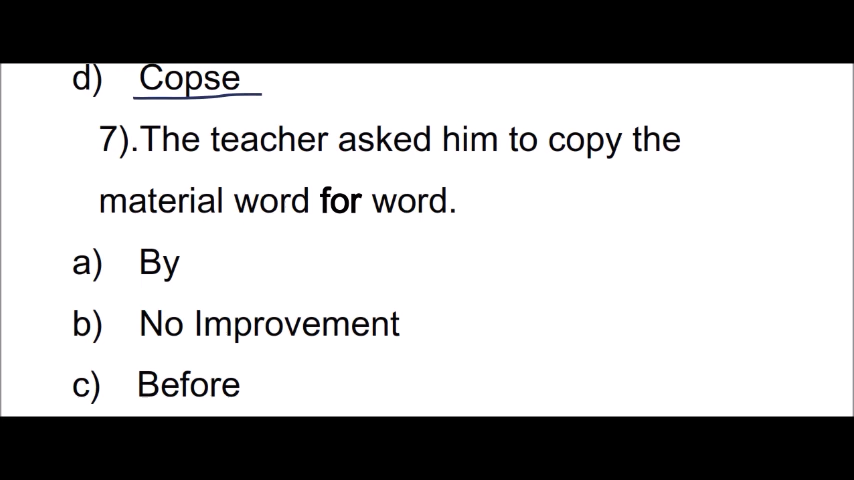 d) Copse
7).The teacher asked him to copy the
material word for word.
a) By
b) No Improvement
c) Before